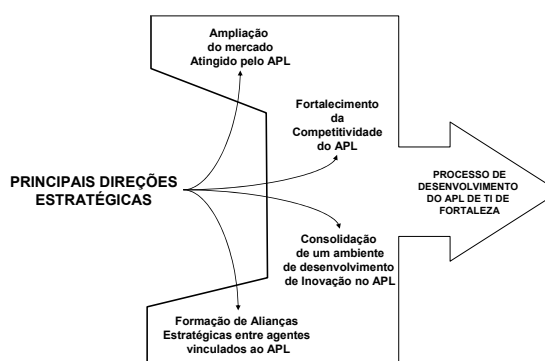 Ampliação
do mercado
Atingido pelo APL
Fortalecimento
da
Competitividade
do APL
PRINCIPAIS DIREÇÕES
ESTRATÉGICAS
PROCESSO DE
DESENVOLVIMENTO
DO APL DE TI DE
FORTALEZA
Consolidação
de um ambiente
de desenvolvimento
de Inovação no APL
Formação de Alianças
Estratégicas entre agentes
vinculados ao APL